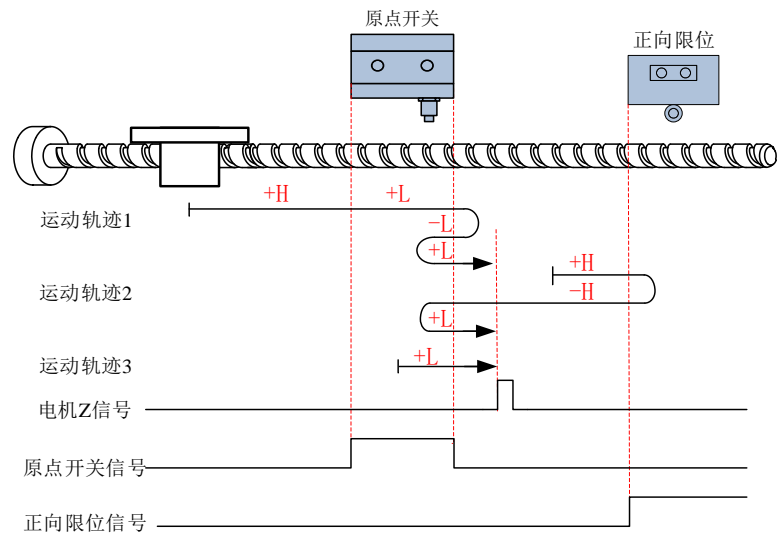 原点开关
正向限位
+H +L
运动轨迹1
-L
+L
+H
运动轨迹2
-H
+L
运动轨迹3
+L
电机Z信号
原点开关信号
正向限位信号